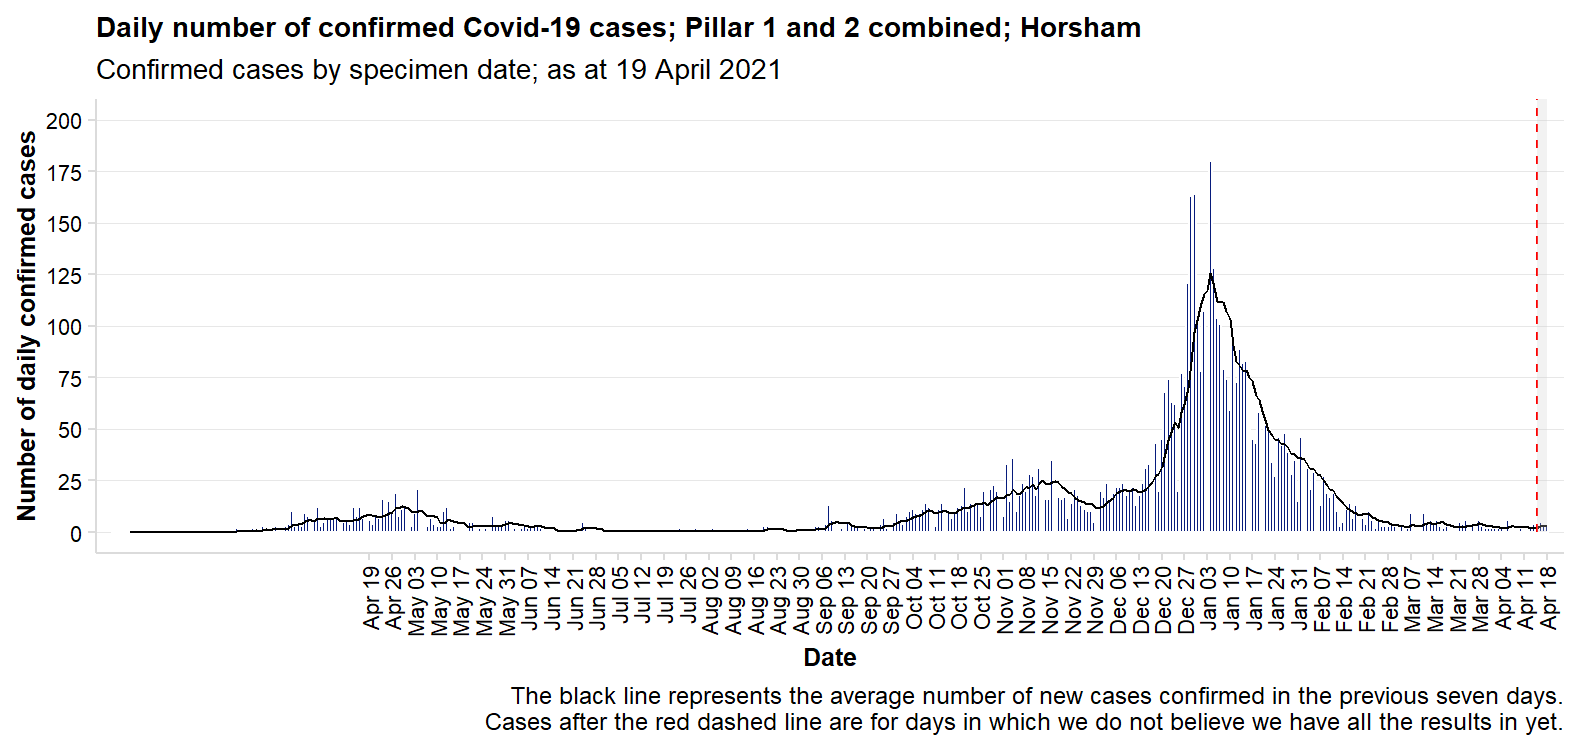 Daily number of confirmed Covid-19 cases; Pillar 1 and 2 combined; Horsham
Confirmed cases by specimen date; as at 19 April 2021
Number of daily confirmed cases
200
175
150
125
100
75
50
25
0
Apr 19
Apr 26
May 03
May 10
May 17
May 24
May 31
Jun 07
Jun 14
Jun 21
Jun 28
Jul 05
Jul 12
Jul 19
Jul 26
Aug 02
Aug 09
Aug 16
Aug 23
Aug 30
Sep 06
Sep 13
Sep 20
Sep 27
Oct 04
Oct 11
Oct 18
Oct 25
Nov 01
Nov 08
Nov 15
Nov 22
Nov 29
Dec 06
Dec 13
Dec 20
Dec 27
Jan 03
Jan 10
Jan 17
Jan 24
Jan 31
Feb 07
Feb 14
Feb 21
Feb 28
Mar 07
Mar 14
Mar 21
Mar 28
Apr 04
Apr 11
Apr 18
Date
The black line represents the average number of new cases confirmed in the previous seven days.
Cases after the red dashed line are for days in which we do not believe we have all the results in yet.